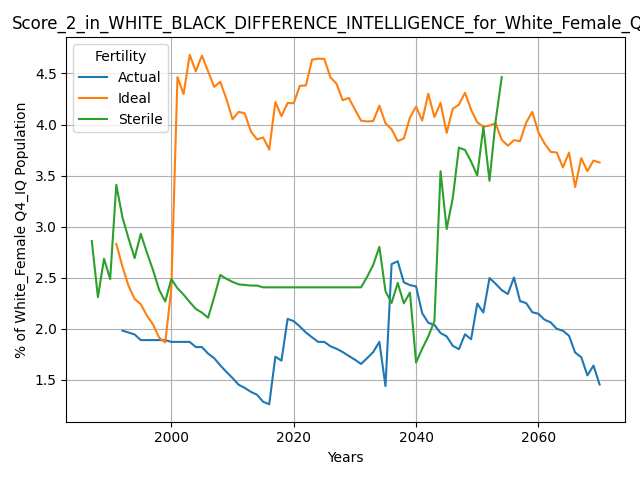 Score_2_in_WHITE_BLACK_DIFFERENCE_INTELLIGENCE_for_White_Female_Q
Fertility
Actual
Ideal
Sterile
% of White_Female Q4_IQ Population
4.5
4.0
3.5
3.0
2.5
2.0
1.5
2000 2020 2040 2060
Years